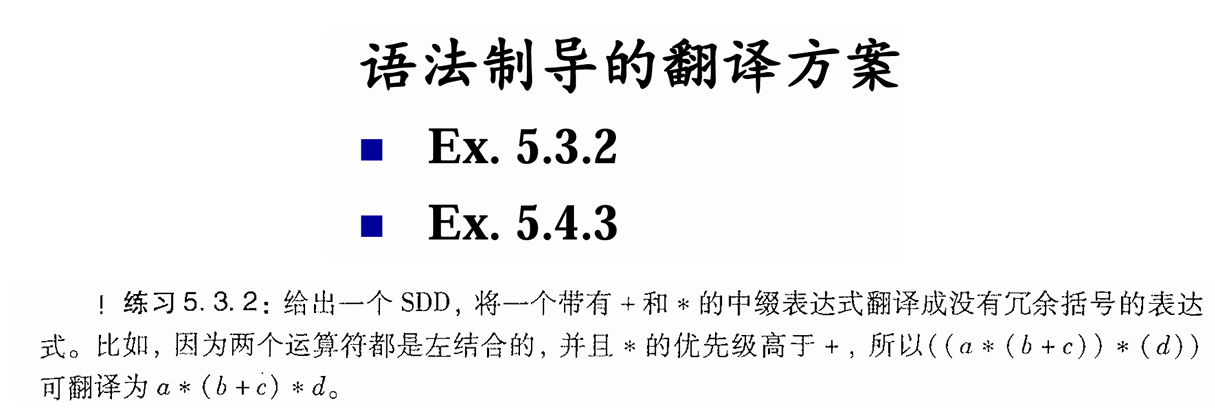 语法制导的翻译方案
■ Ex. 5.3.2
■ Ex. 5.4.3
! 练习5.3.2: 给出一个 SDD, 将一个带有 + 和 * 的中缀表达式翻译成没有冗余括号的表达
式。比如, 因为两个运算符都是左结合的, 并且 * 的优先级高于 + , 所以((a*(b+c))*(d))
可翻译为 a*(b+c)*d。